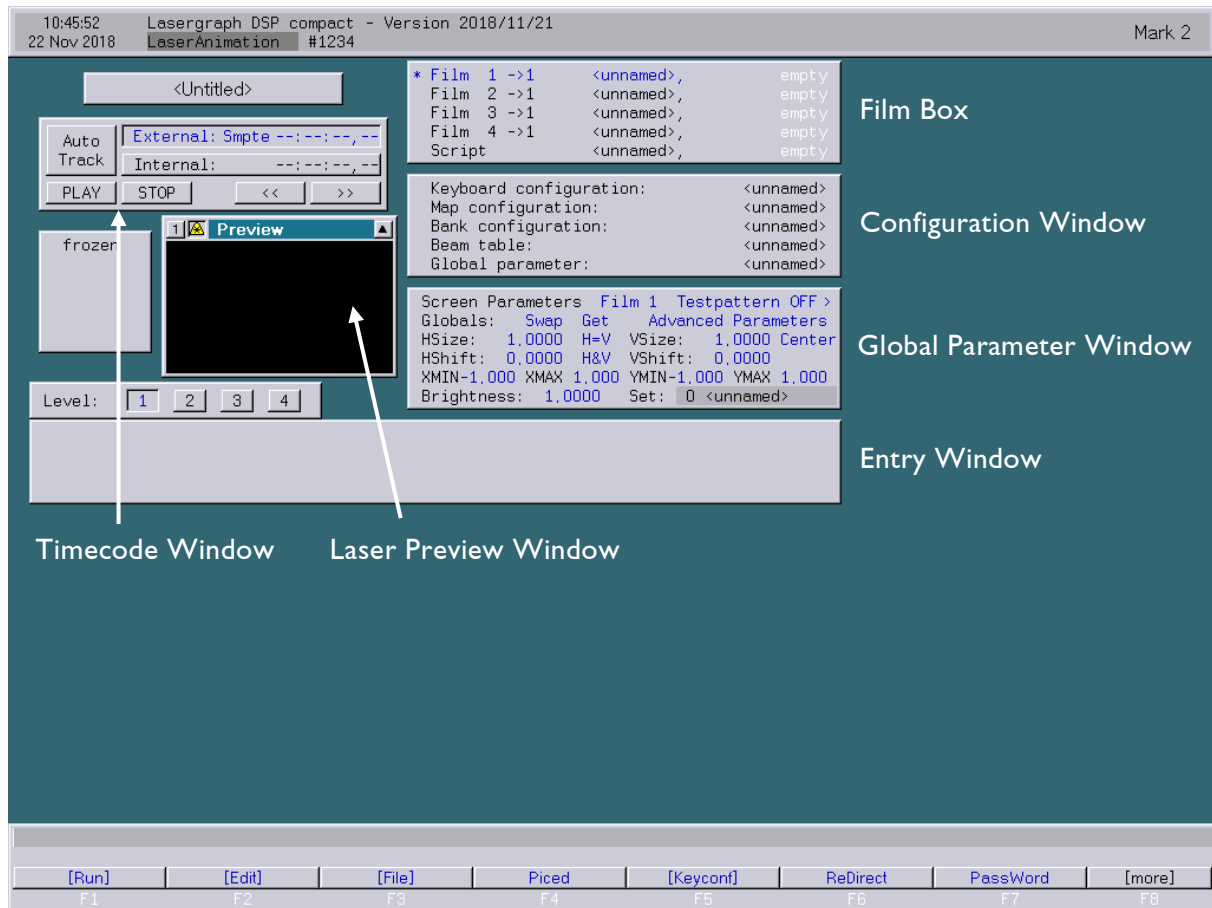 10:45:52 Lasergraph DSP compact - Version 2018/11/21
22 Nov 2018 LaserAnimation #1234
Mark 2
<Untitled>
Auto Track
External: Smpte --:--:--,--
Internal: --:--:--,--
PLAY STOP << >>
frozen
1 Preview
* Film 1 ->1 <unnamed>, empty
Film 2 ->1 <unnamed>, empty
Film 3 ->1 <unnamed>, empty
Film 4 ->1 <unnamed>, empty
Script <unnamed>, empty
Film Box
Keyboard configuration: <unnamed>
Map configuration: <unnamed>
Bank configuration: <unnamed>
Beam table: <unnamed>
Global parameter: <unnamed>
Configuration Window
Screen Parameters Film 1 Testpattern OFF >
Globals: Swap Get Advanced Parameters
HSize: 1,0000 H=V VSize: 1,0000 Center
HShift: 0,0000 H&V VShift: 0,0000
XMIN-1,000 XMAX 1,000 YMIN-1,000 YMAX 1,000
Brightness: 1,0000 Set: 0 <unnamed>
Global Parameter Window
Level: 1 2 3 4
Entry Window
Timecode Window Laser Preview Window
[Run] [Edit] [File] Piced [Keyconf] ReDirect PassWord [more]
F1 F2 F3 F4 F5 F6 F7 F8